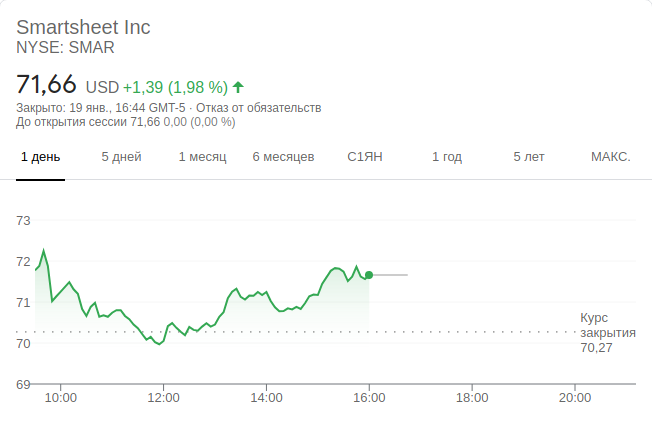 Smartsheet Inc
NYSE: SMAR
71,66 USD +1,39 (1,98 %)
Закрыто: 19 янв., 16:44 GMT-5 · Отказ от обязательств
До открытия сессии 71,66 0,00 (0,00 %)
1 день 5 дней 1 месяц 6 месяцев С1ЯН 1 год 5 лет МАКС.
73
72
71
70
69
Курс
закрытия
70,27
10:00 12:00 14:00 16:00 18:00 20:00